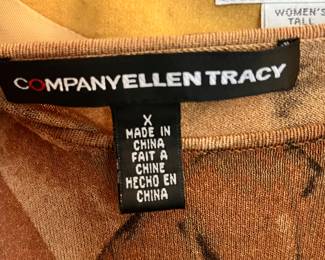 WOMEN'S
TALL
COMPANYELLEN TRACY
X
MADE IN
CHINA
FAIT A
CHINE
HECHO EN
CHINA